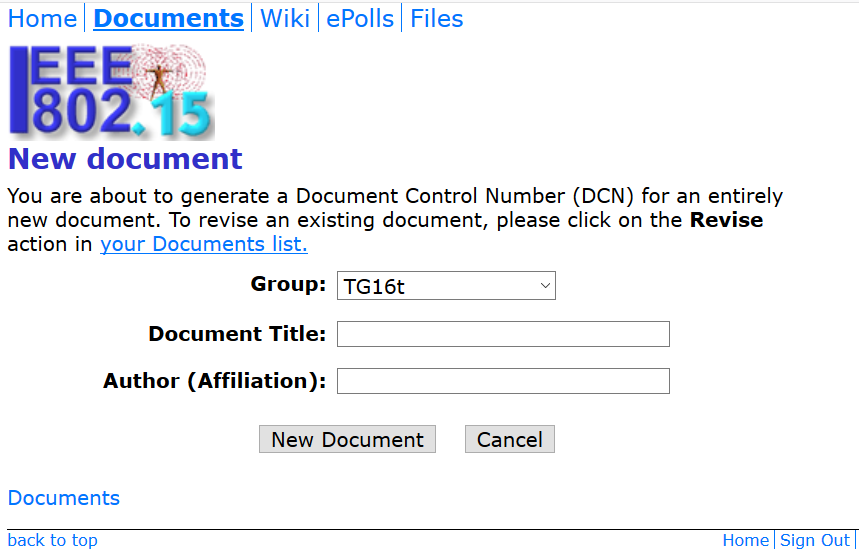 Home Documents Wiki ePolls Files
IEEE
802.15
New document
You are about to generate a Document Control Number (DCN) for an entirely
new document. To revise an existing document, please click on the Revise
action in your Documents list.
Group: TG16t
Document Title:
Author (Affiliation):
New Document Cancel
Documents
back to top Home Sign Out